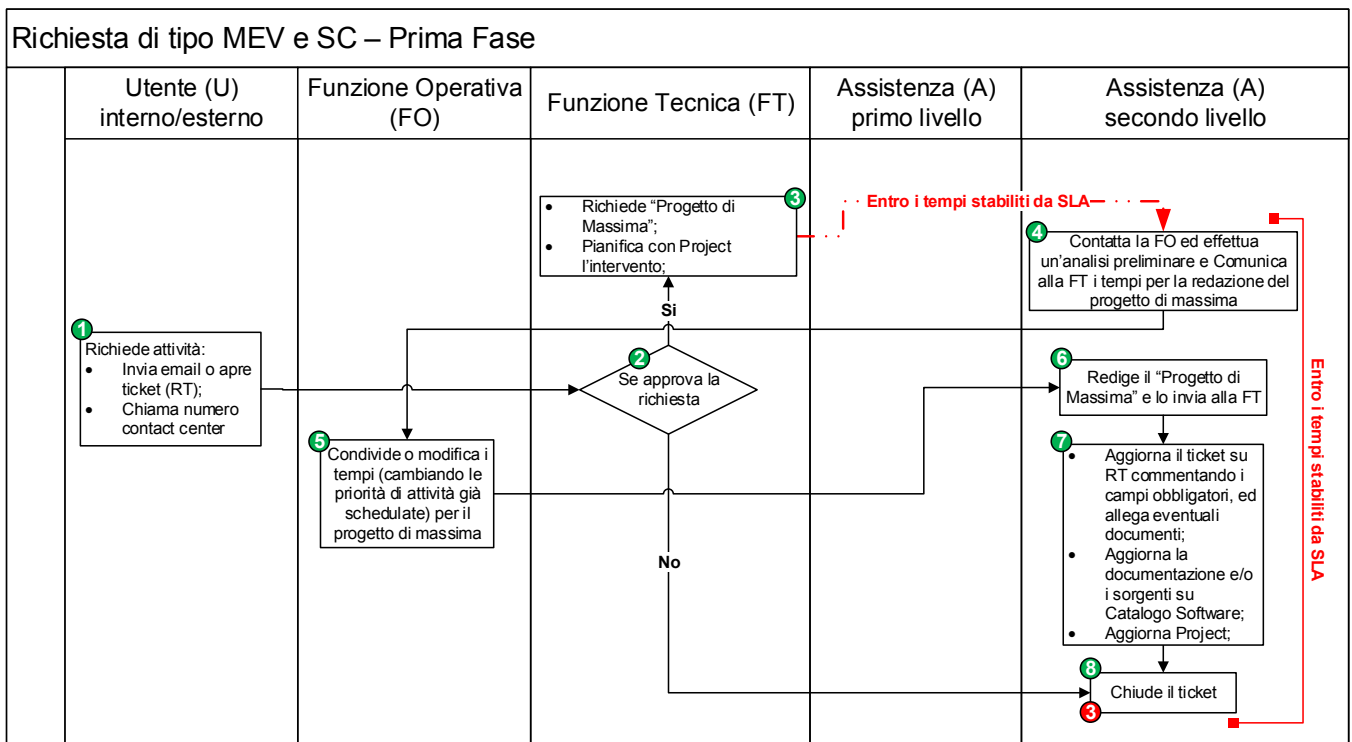 Richiesta di tipo MEV e SC – Prima Fase
Utente (U)
interno/esterno
Funzione Operativa
(FO)
Funzione Tecnica (FT)
Assistenza (A)
primo livello
Assistenza (A)
secondo livello
1
Richiede attività:
• Invia email o apre
ticket (RT);
• Chiama numero
contact center
2
Se approva la
richiesta
Si
No
3
• Richiede “Progetto di
Massima”;
• Pianifica con Project
l’intervento;
Entro i tempi stabiliti da SLA
4
Contatta la FO ed effettua
un’analisi preliminare e Comunica
alla FT i tempi per la redazione del
progetto di massima
5
Condivide o modifica i
tempi (cambiando le
priorità di attività già
schedulate) per il
progetto di massima
6
Redige il “Progetto di
Massima” e lo invia alla FT
7
• Aggiorna il ticket su
RT commentando i
campi obbligatori, ed
allega eventuali
documenti;
• Aggiorna la
documentazione e/o
i sorgenti su
Catalogo Software;
• Aggiorna Project;
8
Chiude il ticket
3
Entro i tempi stabiliti da SLA